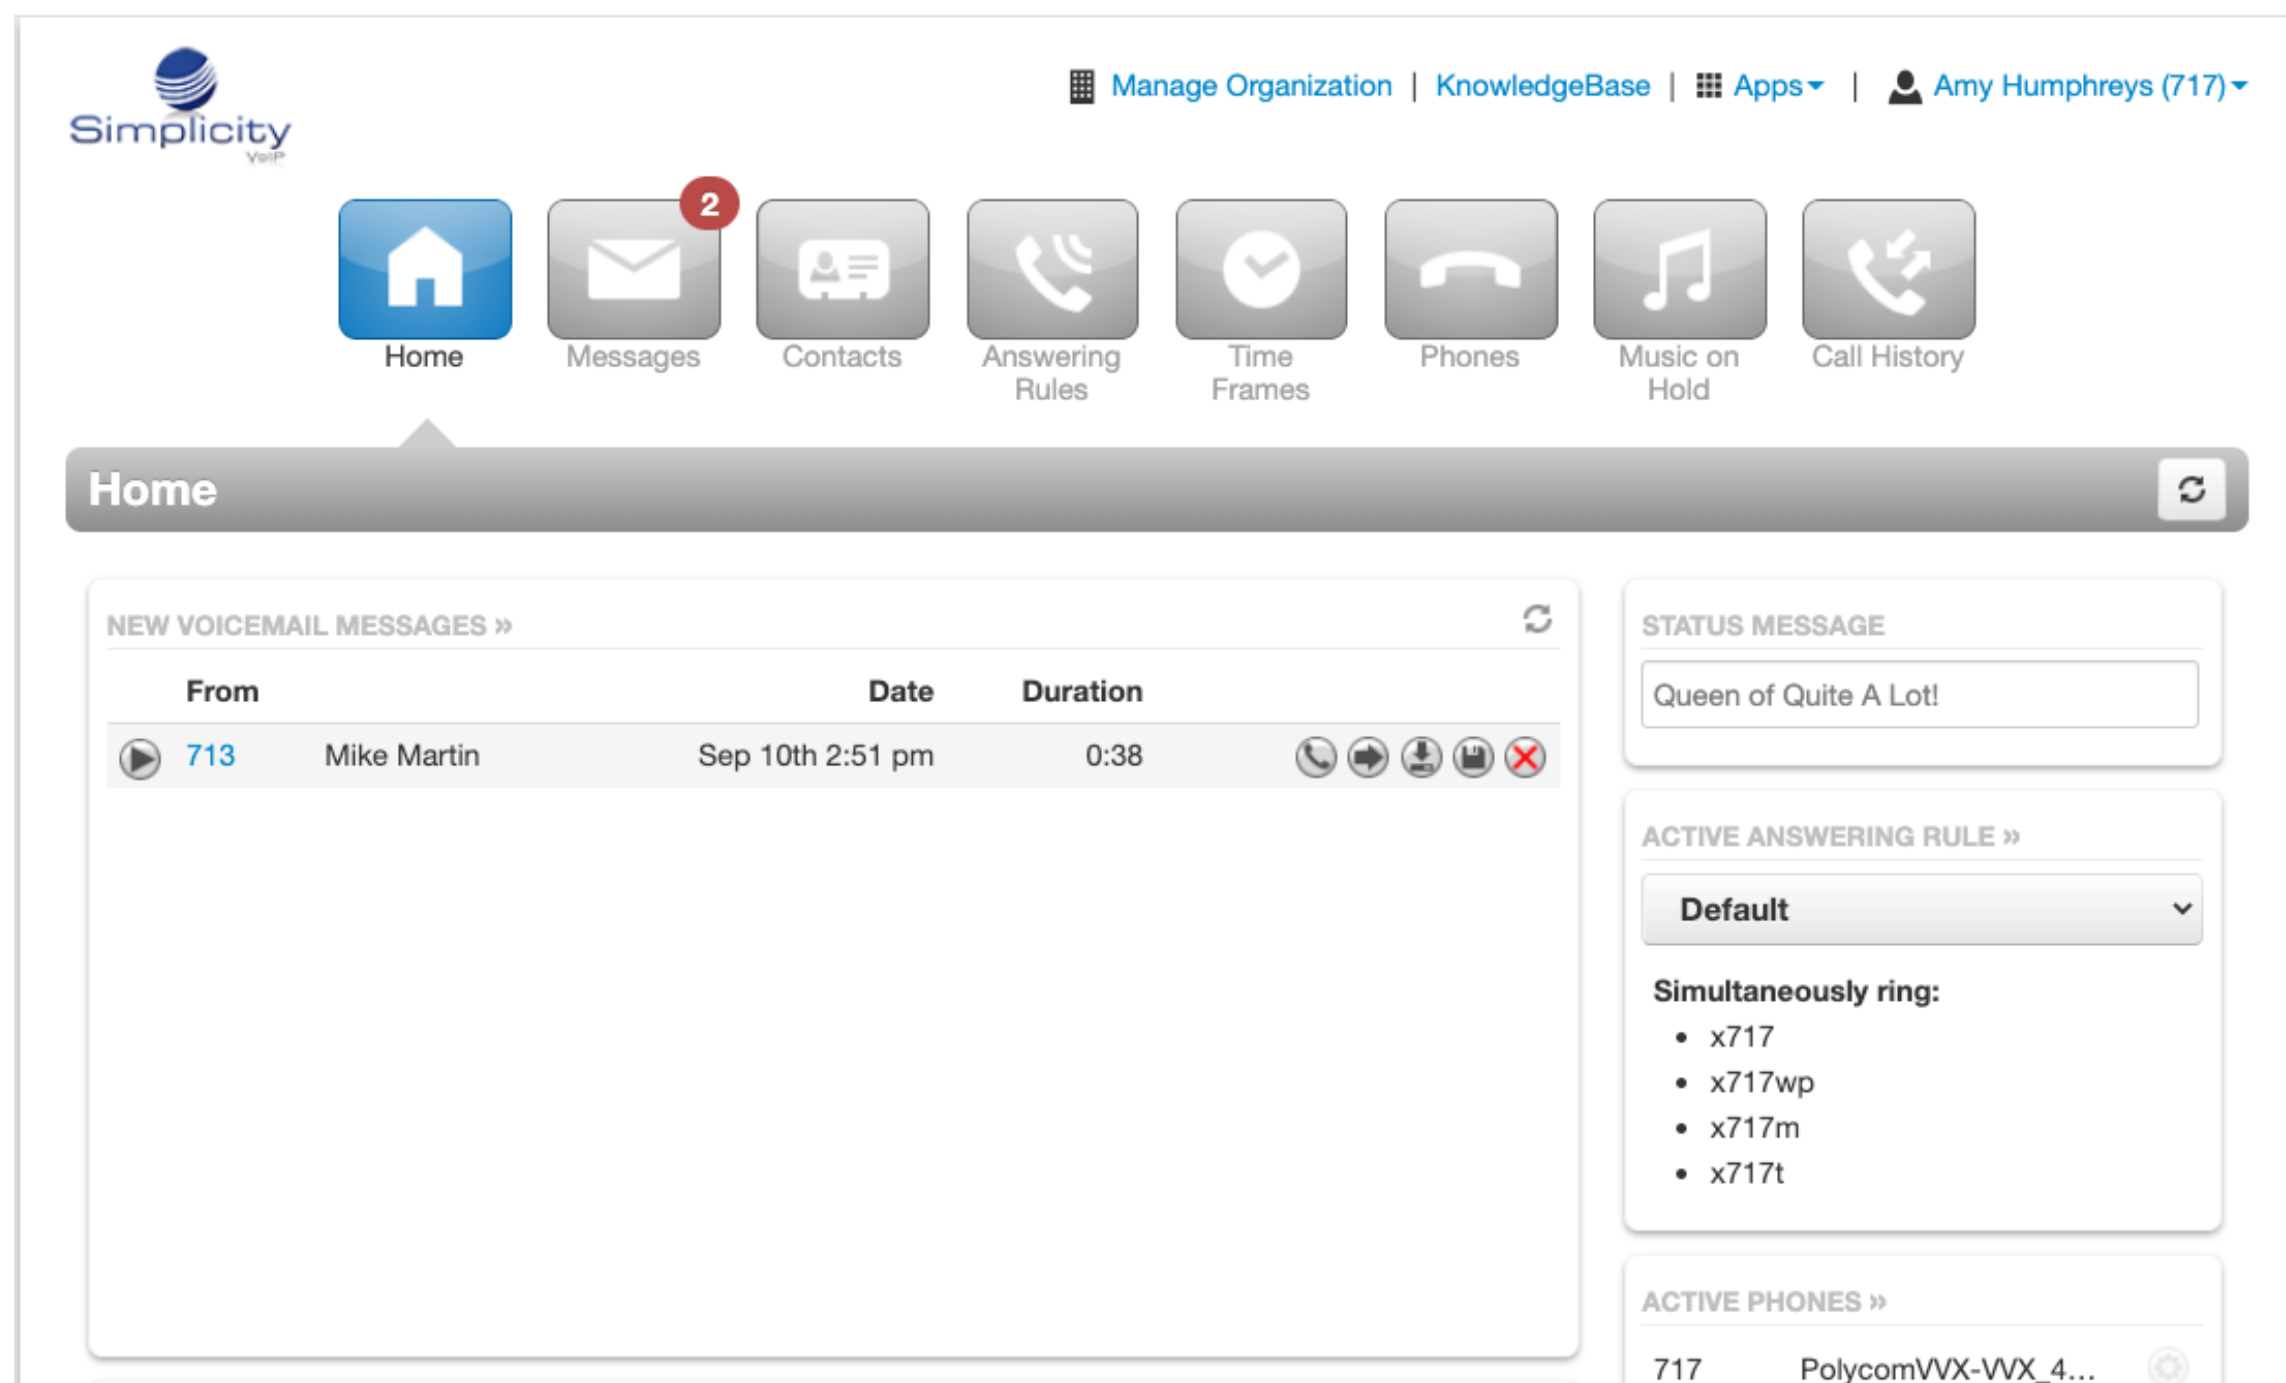 Simplicity
VoIP
Manage Organization | KnowledgeBase | Apps | Amy Humphreys (717)
2
Home
Messages
Contacts
Answering
Rules
Time
Frames
Phones
Music on
Hold
Call History
Home
NEW VOICEMAIL MESSAGES »
From Date Duration
713 Mike Martin Sep 10th 2:51 pm 0:38
STATUS MESSAGE
Queen of Quite A Lot!
ACTIVE ANSWERING RULE »
Default
Simultaneously ring:
• x717
• x717wp
• x717m
• x717t
ACTIVE PHONES »
717 PolycomVVX-VVX_4...